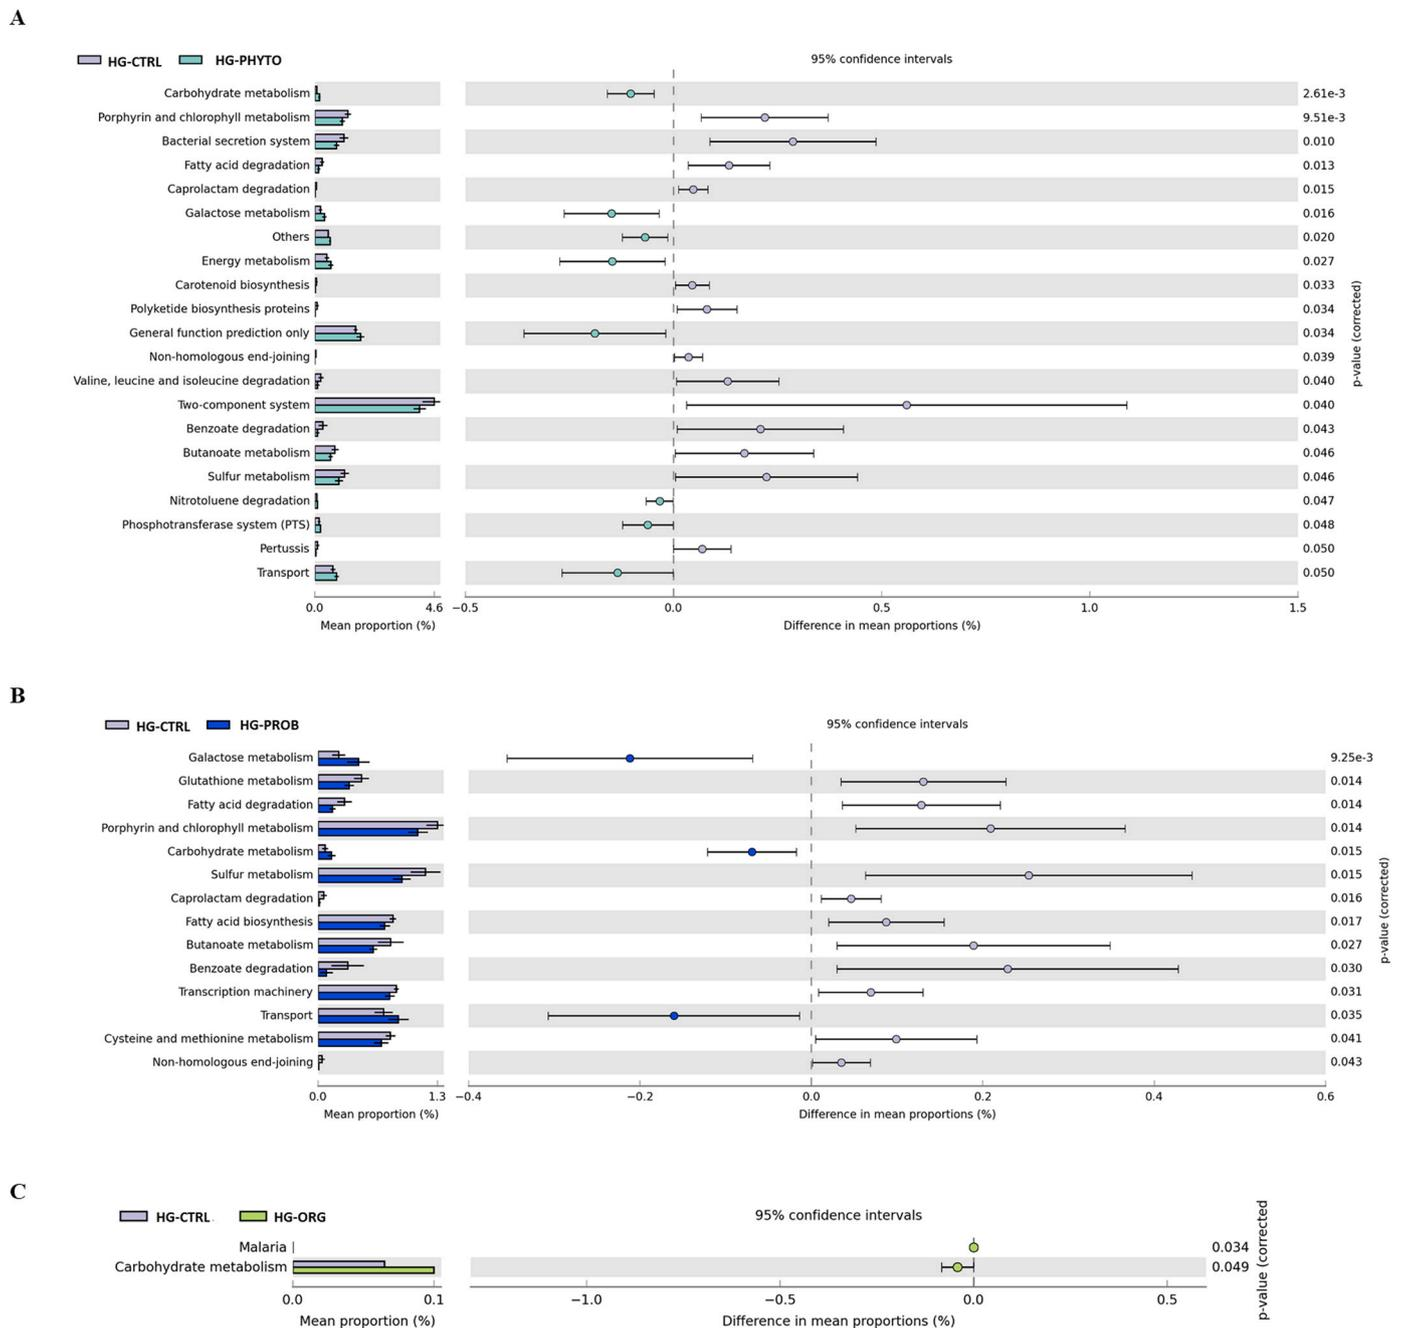 A
HG-CTRL HG-PHYTO 95% confidence intervals
Carbohydrate metabolism 2.61e-3
Porphyrin and chlorophyll metabolism 9.51e-3
Bacterial secretion system 0.010
Fatty acid degradation 0.013
Caprolactam degradation 0.015
Galactose metabolism 0.016
Others 0.020
Energy metabolism 0.027
Carotenoid biosynthesis 0.033
Polyketide biosynthesis proteins 0.034
General function prediction only 0.034
Non-homologous end-joining 0.039
Valine, leucine and isoleucine degradation 0.040
Two-component system 0.040
Benzoate degradation 0.043
Butanoate metabolism 0.046
Sulfur metabolism 0.046
Nitrotoluene degradation 0.047
Phosphotransferase system (PTS) 0.048
Pertussis 0.050
Transport 0.050
p-value (corrected)
0.0 4.6 −0.5 0.0 0.5 1.0 1.5
Mean proportion (%) Difference in mean proportions (%)
B
HG-CTRL HG-PROB 95% confidence intervals
Galactose metabolism 9.25e-3
Glutathione metabolism 0.014
Fatty acid degradation 0.014
Porphyrin and chlorophyll metabolism 0.014
Carbohydrate metabolism 0.015
Sulfur metabolism 0.015
Caprolactam degradation 0.016
Fatty acid biosynthesis 0.017
Butanoate metabolism 0.027
Benzoate degradation 0.030
Transcription machinery 0.031
Transport 0.035
Cysteine and methionine metabolism 0.041
Non-homologous end-joining 0.043
p-value (corrected)
0.0 1.3 −0.4 −0.2 0.0 0.2 0.4 0.6
Mean proportion (%) Difference in mean proportions (%)
C
HG-CTRL HG-ORG 95% confidence intervals
Malaria 0.034
Carbohydrate metabolism 0.049
p-value (corrected
0.0 0.1 −1.0 −0.5 0.0 0.5
Mean proportion (%) Difference in mean proportions (%)